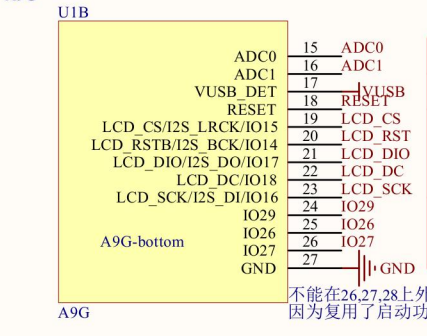 U1B
ADC0 15 ADC0
ADC1 16 ADC1
VUSB_DET 17 VUSB
RESET 18 RESET
LCD_CS/I2S_LRCK/IO15 19 LCD_CS
LCD_RSTB/I2S_BCK/IO14 20 LCD_RST
LCD_DIO/I2S_DO/IO17 21 LCD_DIO
LCD_DC/IO18 22 LCD_DC
LCD_SCK/I2S_DI/IO16 23 LCD_SCK
IO29 24 IO29
IO26 25 IO26
A9G-bottom IO27 26 IO27
GND 27 GND
不能在26,27,28上外
A9G 因为复用了启动功